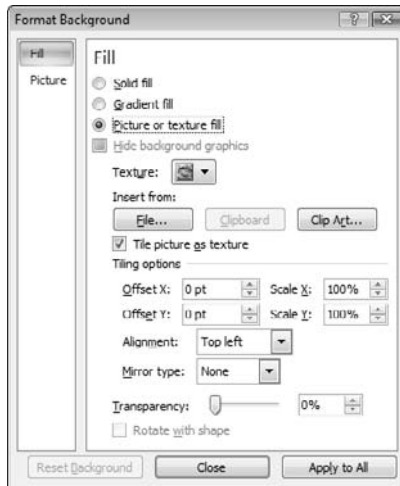 Format Background
Fill
Picture
Fill
Solid fill
Gradient fill
Picture or texture fill
Hide background graphics
Texture:
Insert from:
File... Clipboard Clip Art...
Tile picture as texture
Tiling options
Offset X: 0 pt Scale X: 100%
Offset Y: 0 pt Scale Y: 100%
Alignment: Top left
Mirror type: None
Transparency: 0%
Rotate with shape
Reset Background Close Apply to All